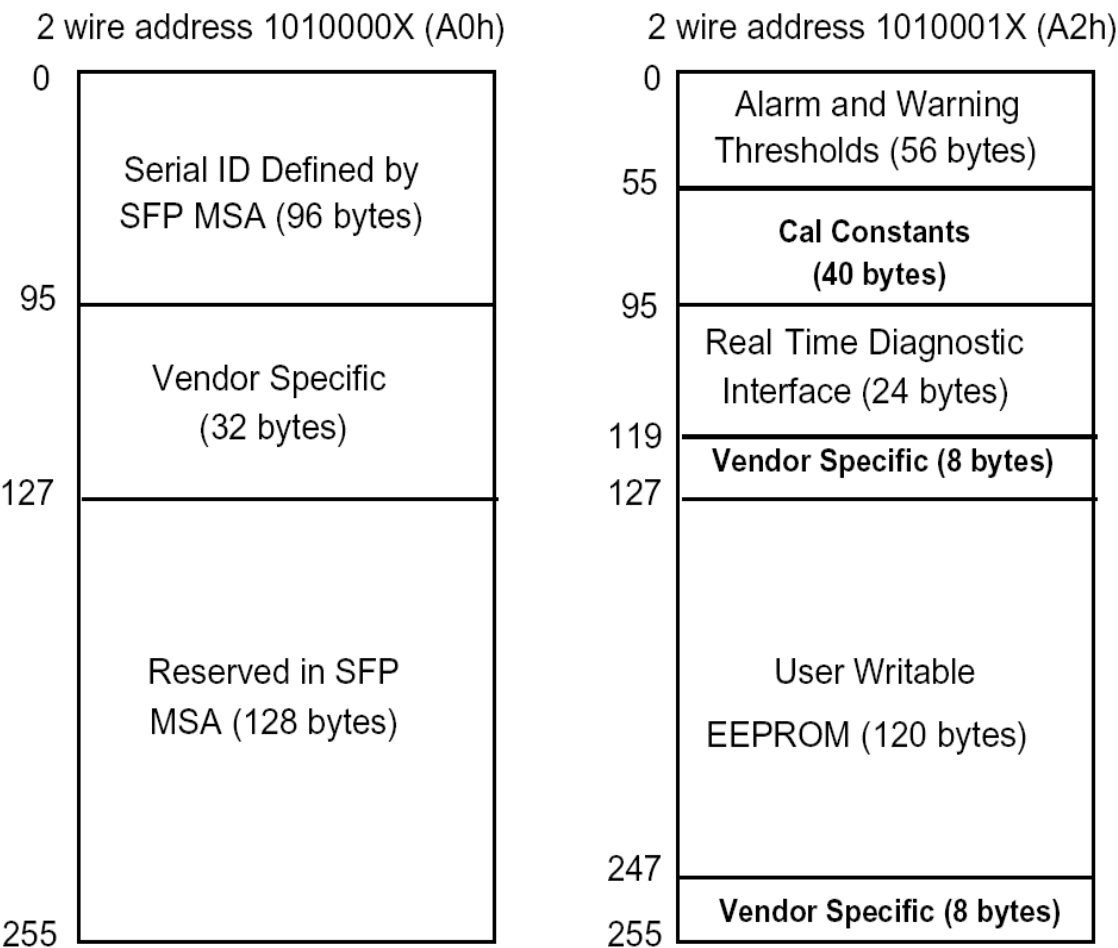 2 wire address 1010000X (A0h)
0
Serial ID Defined by
SFP MSA (96 bytes)
95
Vendor Specific
(32 bytes)
127
Reserved in SFP
MSA (128 bytes)
255
2 wire address 1010001X (A2h)
0
Alarm and Warning
Thresholds (56 bytes)
55
Cal Constants
(40 bytes)
95
Real Time Diagnostic
Interface (24 bytes)
119
Vendor Specific (8 bytes)
127
User Writable
EEPROM (120 bytes)
247
Vendor Specific (8 bytes)
255